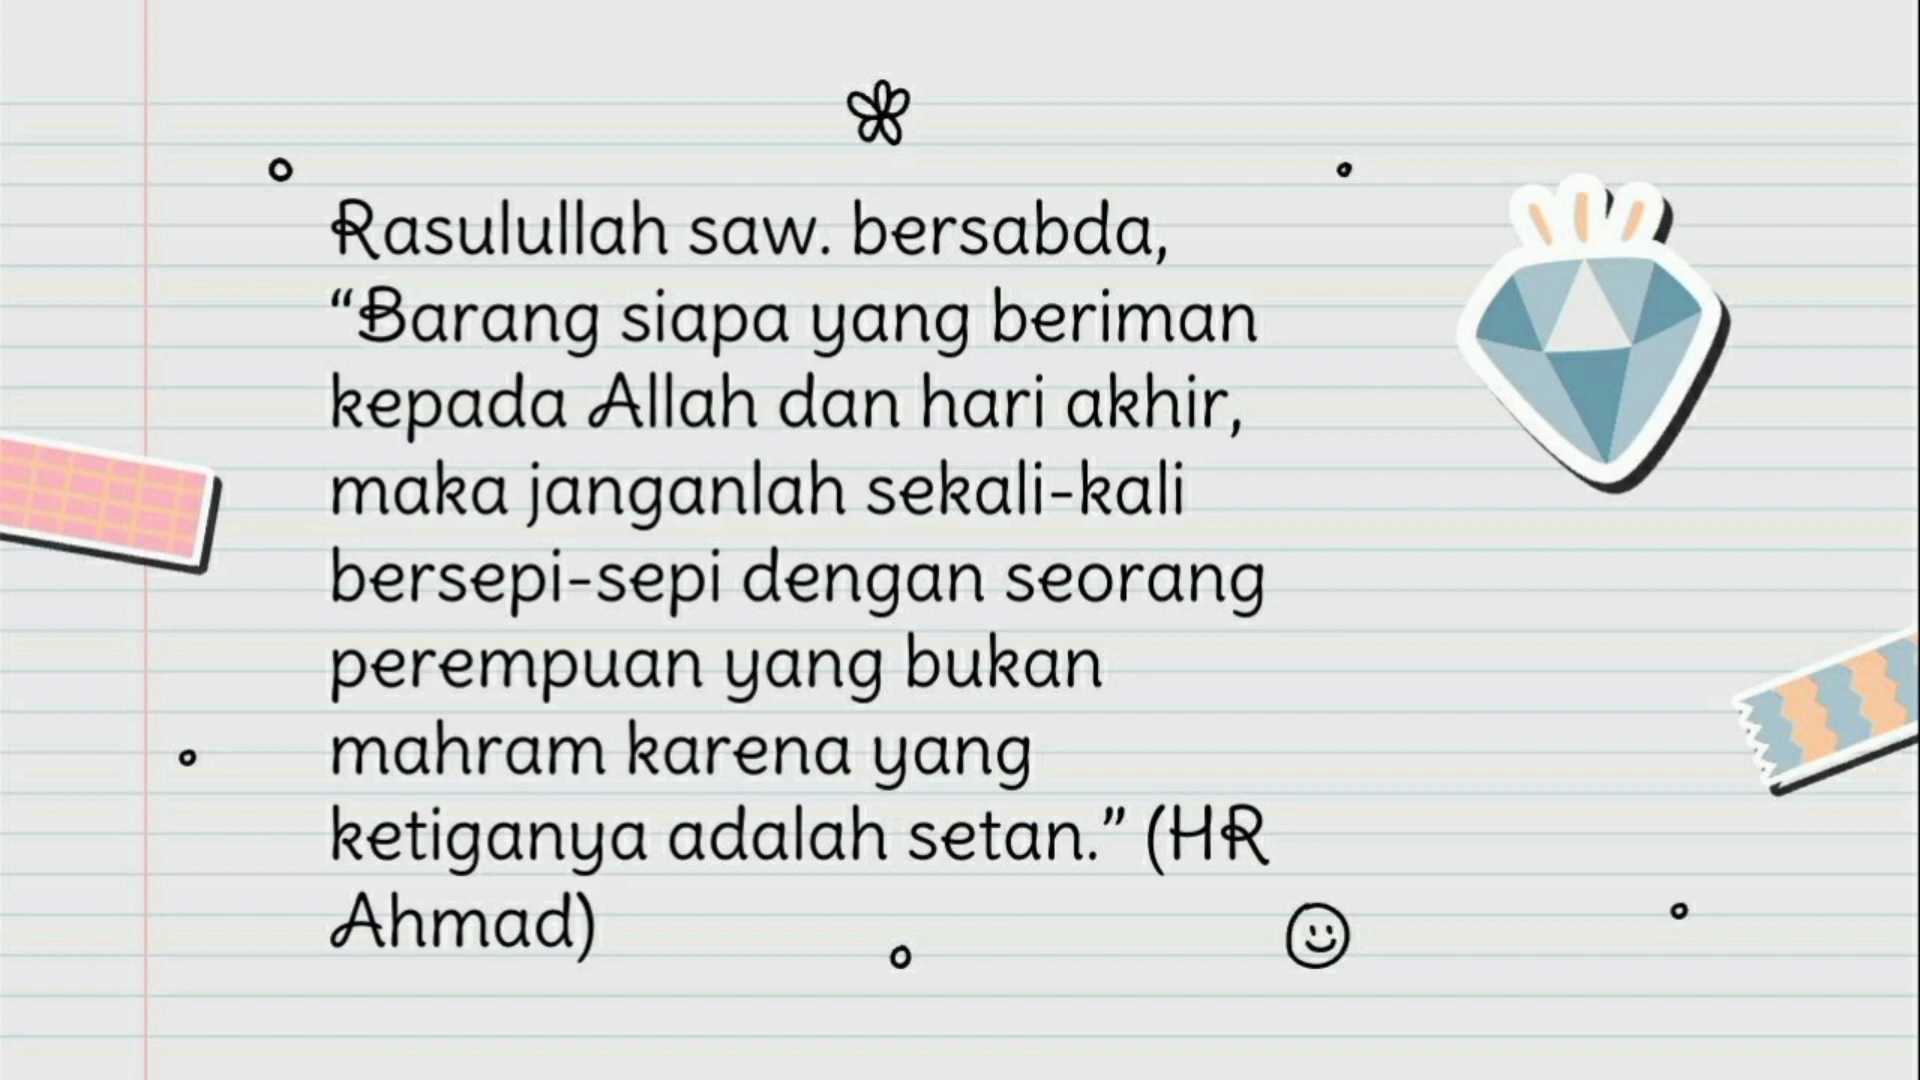 Rasulullah saw. bersabda,
“Barang siapa yang beriman
kepada Allah dan hari akhir,
maka janganlah sekali-kali
bersepi-sepi dengan seorang
perempuan yang bukan
mahram karena yang
ketiganya adalah setan.” (HR
Ahmad)